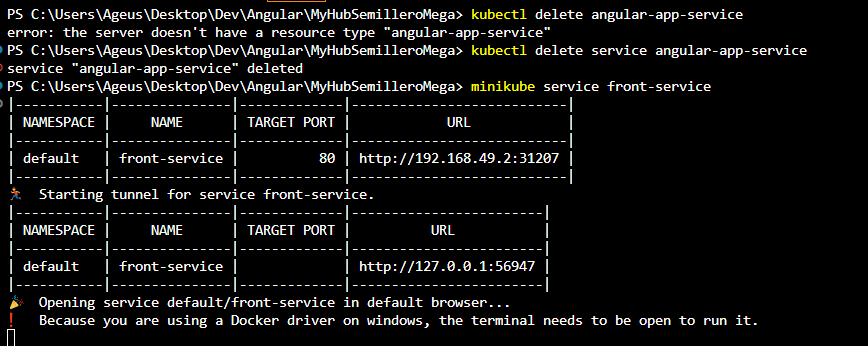 PS C:\Users\Ageus\Desktop\Dev\Angular\MyHubSemilleroMega> kubectl delete angular-app-service
error: the server doesn't have a resource type "angular-app-service"
PS C:\Users\Ageus\Desktop\Dev\Angular\MyHubSemilleroMega> kubectl delete service angular-app-service
service "angular-app-service" deleted
PS C:\Users\Ageus\Desktop\Dev\Angular\MyHubSemilleroMega> minikube service front-service
|-----------|---------------|-------------|---------------------------|
| NAMESPACE |     NAME      | TARGET PORT |            URL            |
|-----------|---------------|-------------|---------------------------|
| default   | front-service |          80 | http://192.168.49.2:31207 |
|-----------|---------------|-------------|---------------------------|
🏃  Starting tunnel for service front-service.
|-----------|---------------|-------------|------------------------|
| NAMESPACE |     NAME      | TARGET PORT |          URL           |
|-----------|---------------|-------------|------------------------|
| default   | front-service |             | http://127.0.0.1:56947 |
|-----------|---------------|-------------|------------------------|
🎉  Opening service default/front-service in default browser...
❗  Because you are using a Docker driver on windows, the terminal needs to be open to run it.